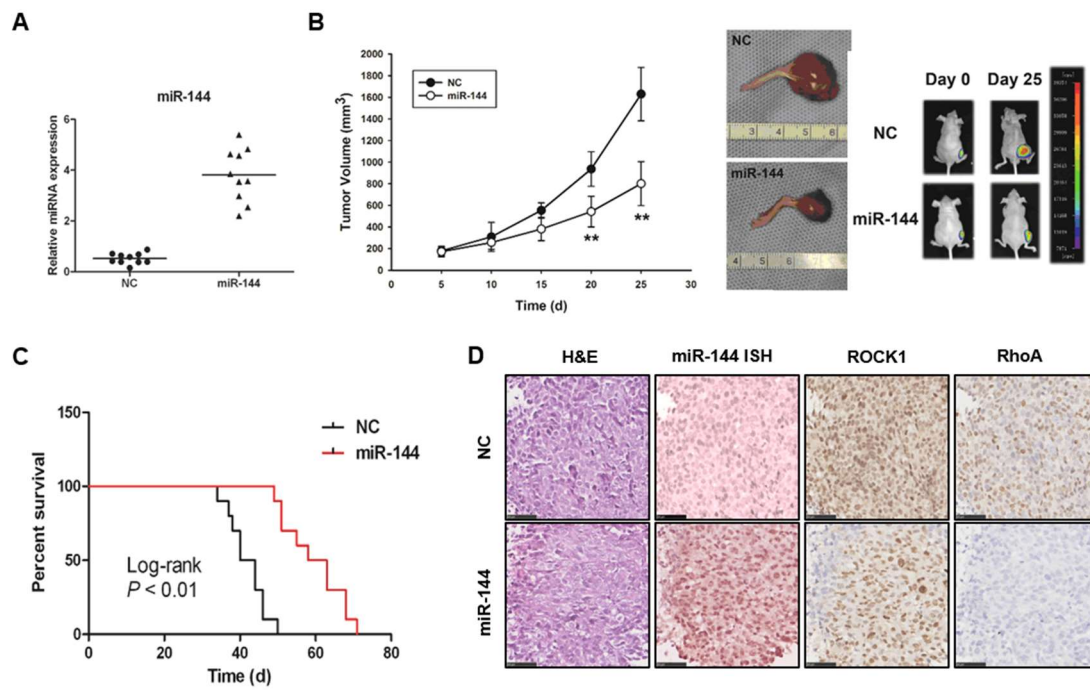 A
miR-144
Relative miRNA expression
6
4
2
0
NC
miR-144
B
Tumor Volume (mm3)
2000
1800
1600
1400
1200
1000
800
600
400
200
0
NC
miR-144
**
**
0
5
10
15
20
25
30
Time (d)
NC
3 4 5 6
miR-144
4 5 6
Day 0 Day 25
NC
miR-144
C
Percent survival
150
100
50
0
NC
miR-144
Log-rank
P < 0.01
0 20 40 60 80
Time (d)
D
H&E miR-144 ISH ROCK1 RhoA
NC
miR-144